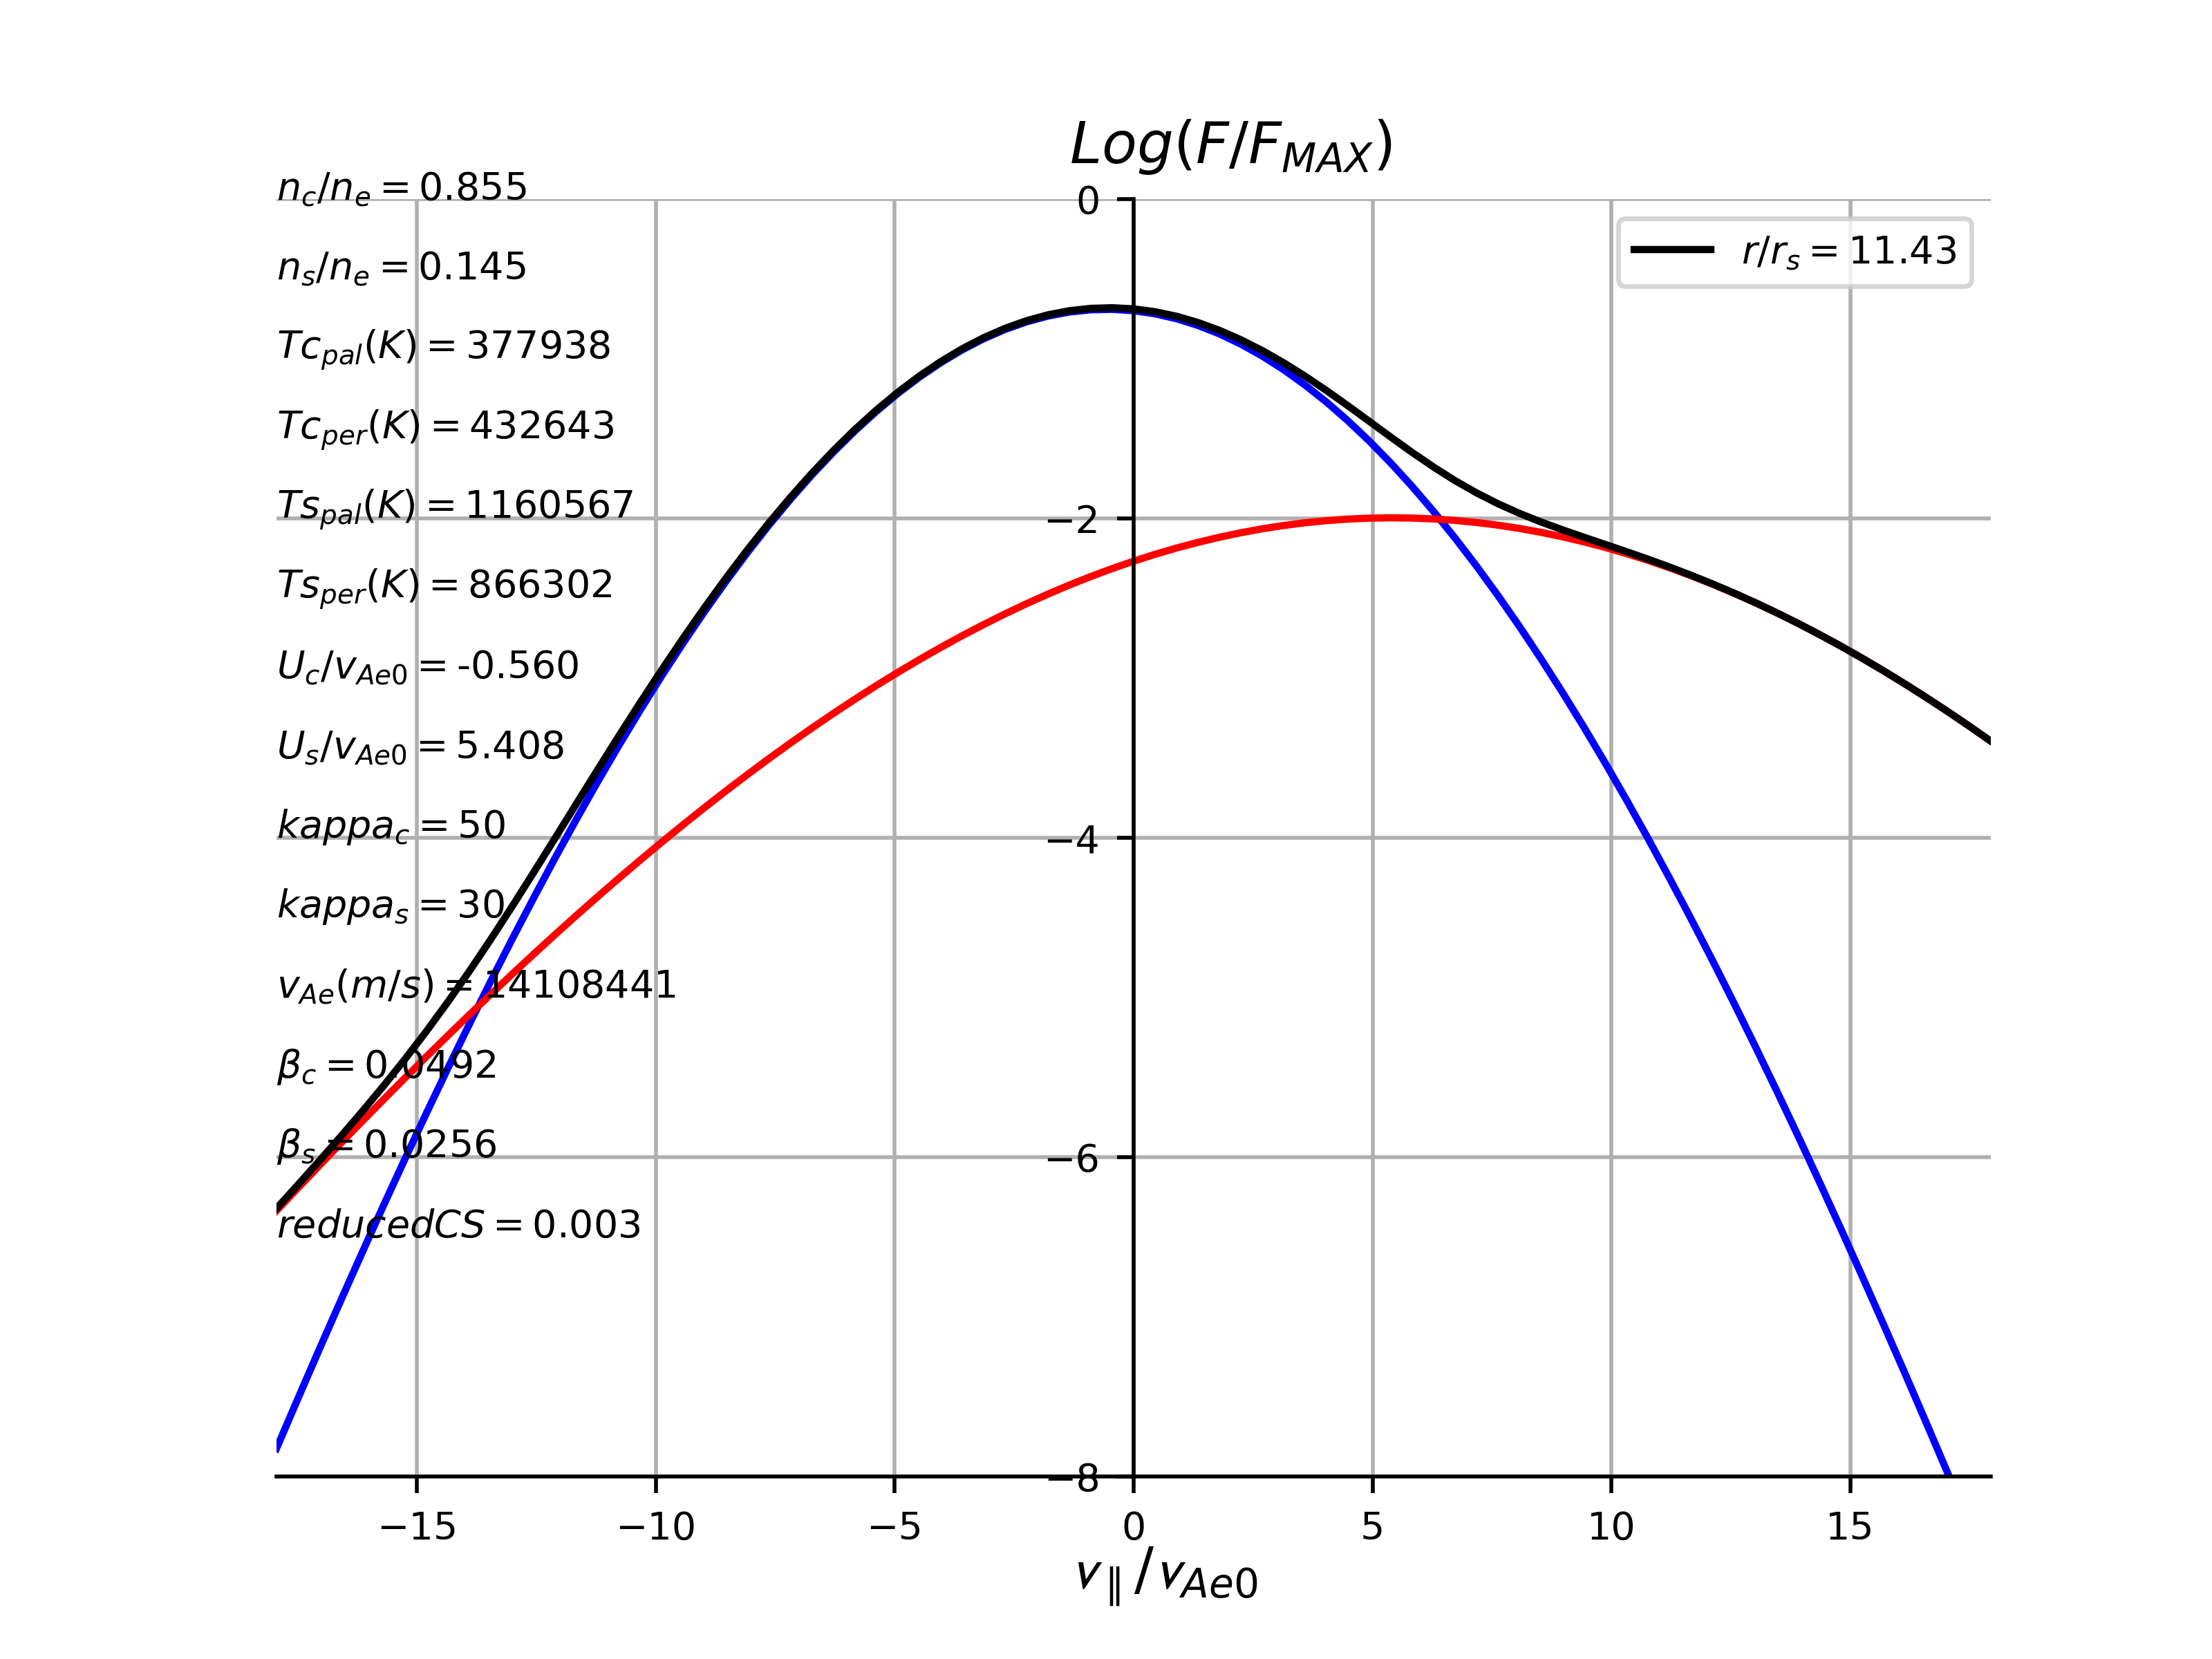 Log(F/F_MAX)
n_c/n_e = 0.855
n_s/n_e = 0.145
Tc_pal(K) = 377938
Tc_per(K) = 432643
Ts_pal(K) = 1160567
Ts_per(K) = 866302
U_c/v_Ae0 = -0.560
U_s/v_Ae0 = 5.408
kappa_c = 50
kappa_s = 30
v_Ae(m/s) = 14108441
β_c = 0.0492
β_s = 0.0256
reducedCS = 0.003
0
−2
−4
−6
−8
r/r_s = 11.43
−15 −10 −5 0 5 10 15
v_∥/v_Ae0